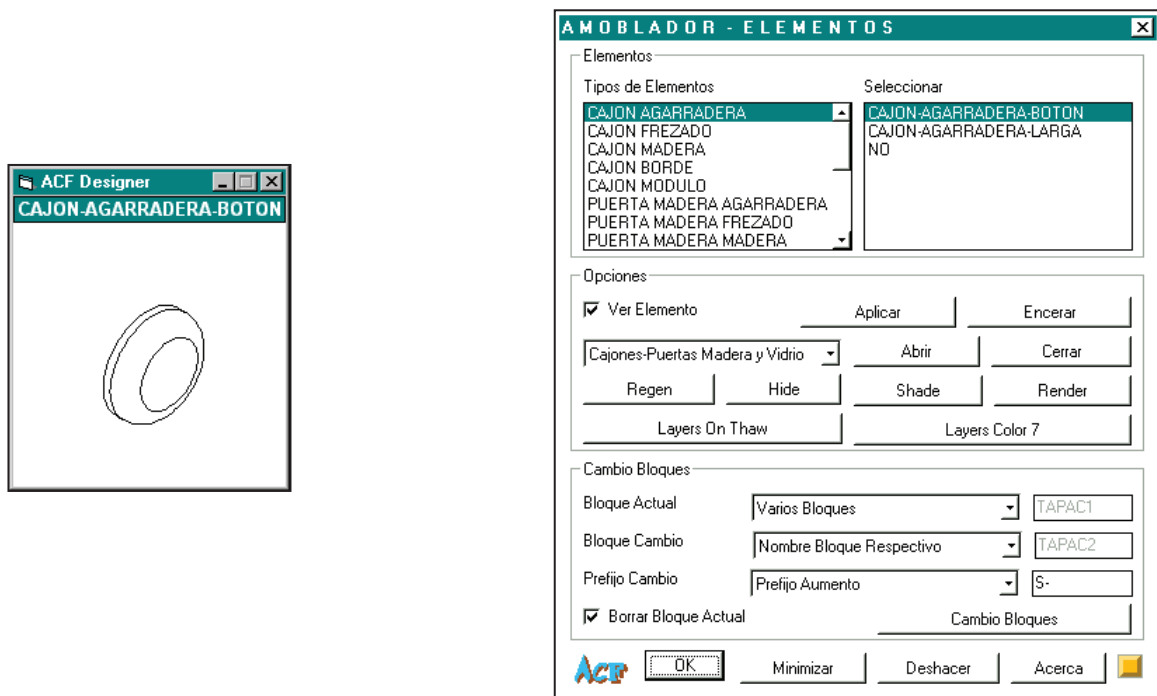 ACF Designer
CAJON-AGARRADERA-BOTON
AMOBLADOR - ELEMENTOS
Elementos
Tipos de Elementos
Seleccionar
CAJON AGARRADERA
CAJON FREZADO
CAJON MADERA
CAJON BORDE
CAJON MODULO
PUERTA MADERA AGARRADERA
PUERTA MADERA FREZADO
PUERTA MADERA MADERA
CAJON-AGARRADERA-BOTON
CAJON-AGARRADERA-LARGA
NO
Opciones
Ver Elemento
Aplicar
Encerar
Cajones-Puertas Madera y Vidrio
Abrir
Cerrar
Regen
Hide
Shade
Render
Layers On Thaw
Layers Color 7
Cambio Bloques
Bloque Actual
Varios Bloques
TAPAC1
Bloque Cambio
Nombre Bloque Respectivo
TAPAC2
Prefijo Cambio
Prefijo Aumento
S-
Borrar Bloque Actual
Cambio Bloques
ACF
OK
Minimizar
Deshacer
Acerca